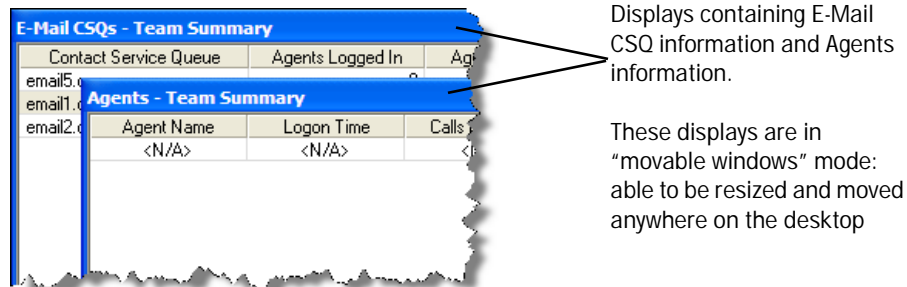 E-Mail CSQs - Team Summary
Contact Service Queue Agents Logged In
email5.
email1.
email2.
Agents - Team Summary
Agent Name Logon Time Calls
<N/A> <N/A>
Displays containing E-Mail
CSQ information and Agents
information.
These displays are in
“movable windows” mode:
able to be resized and moved
anywhere on the desktop